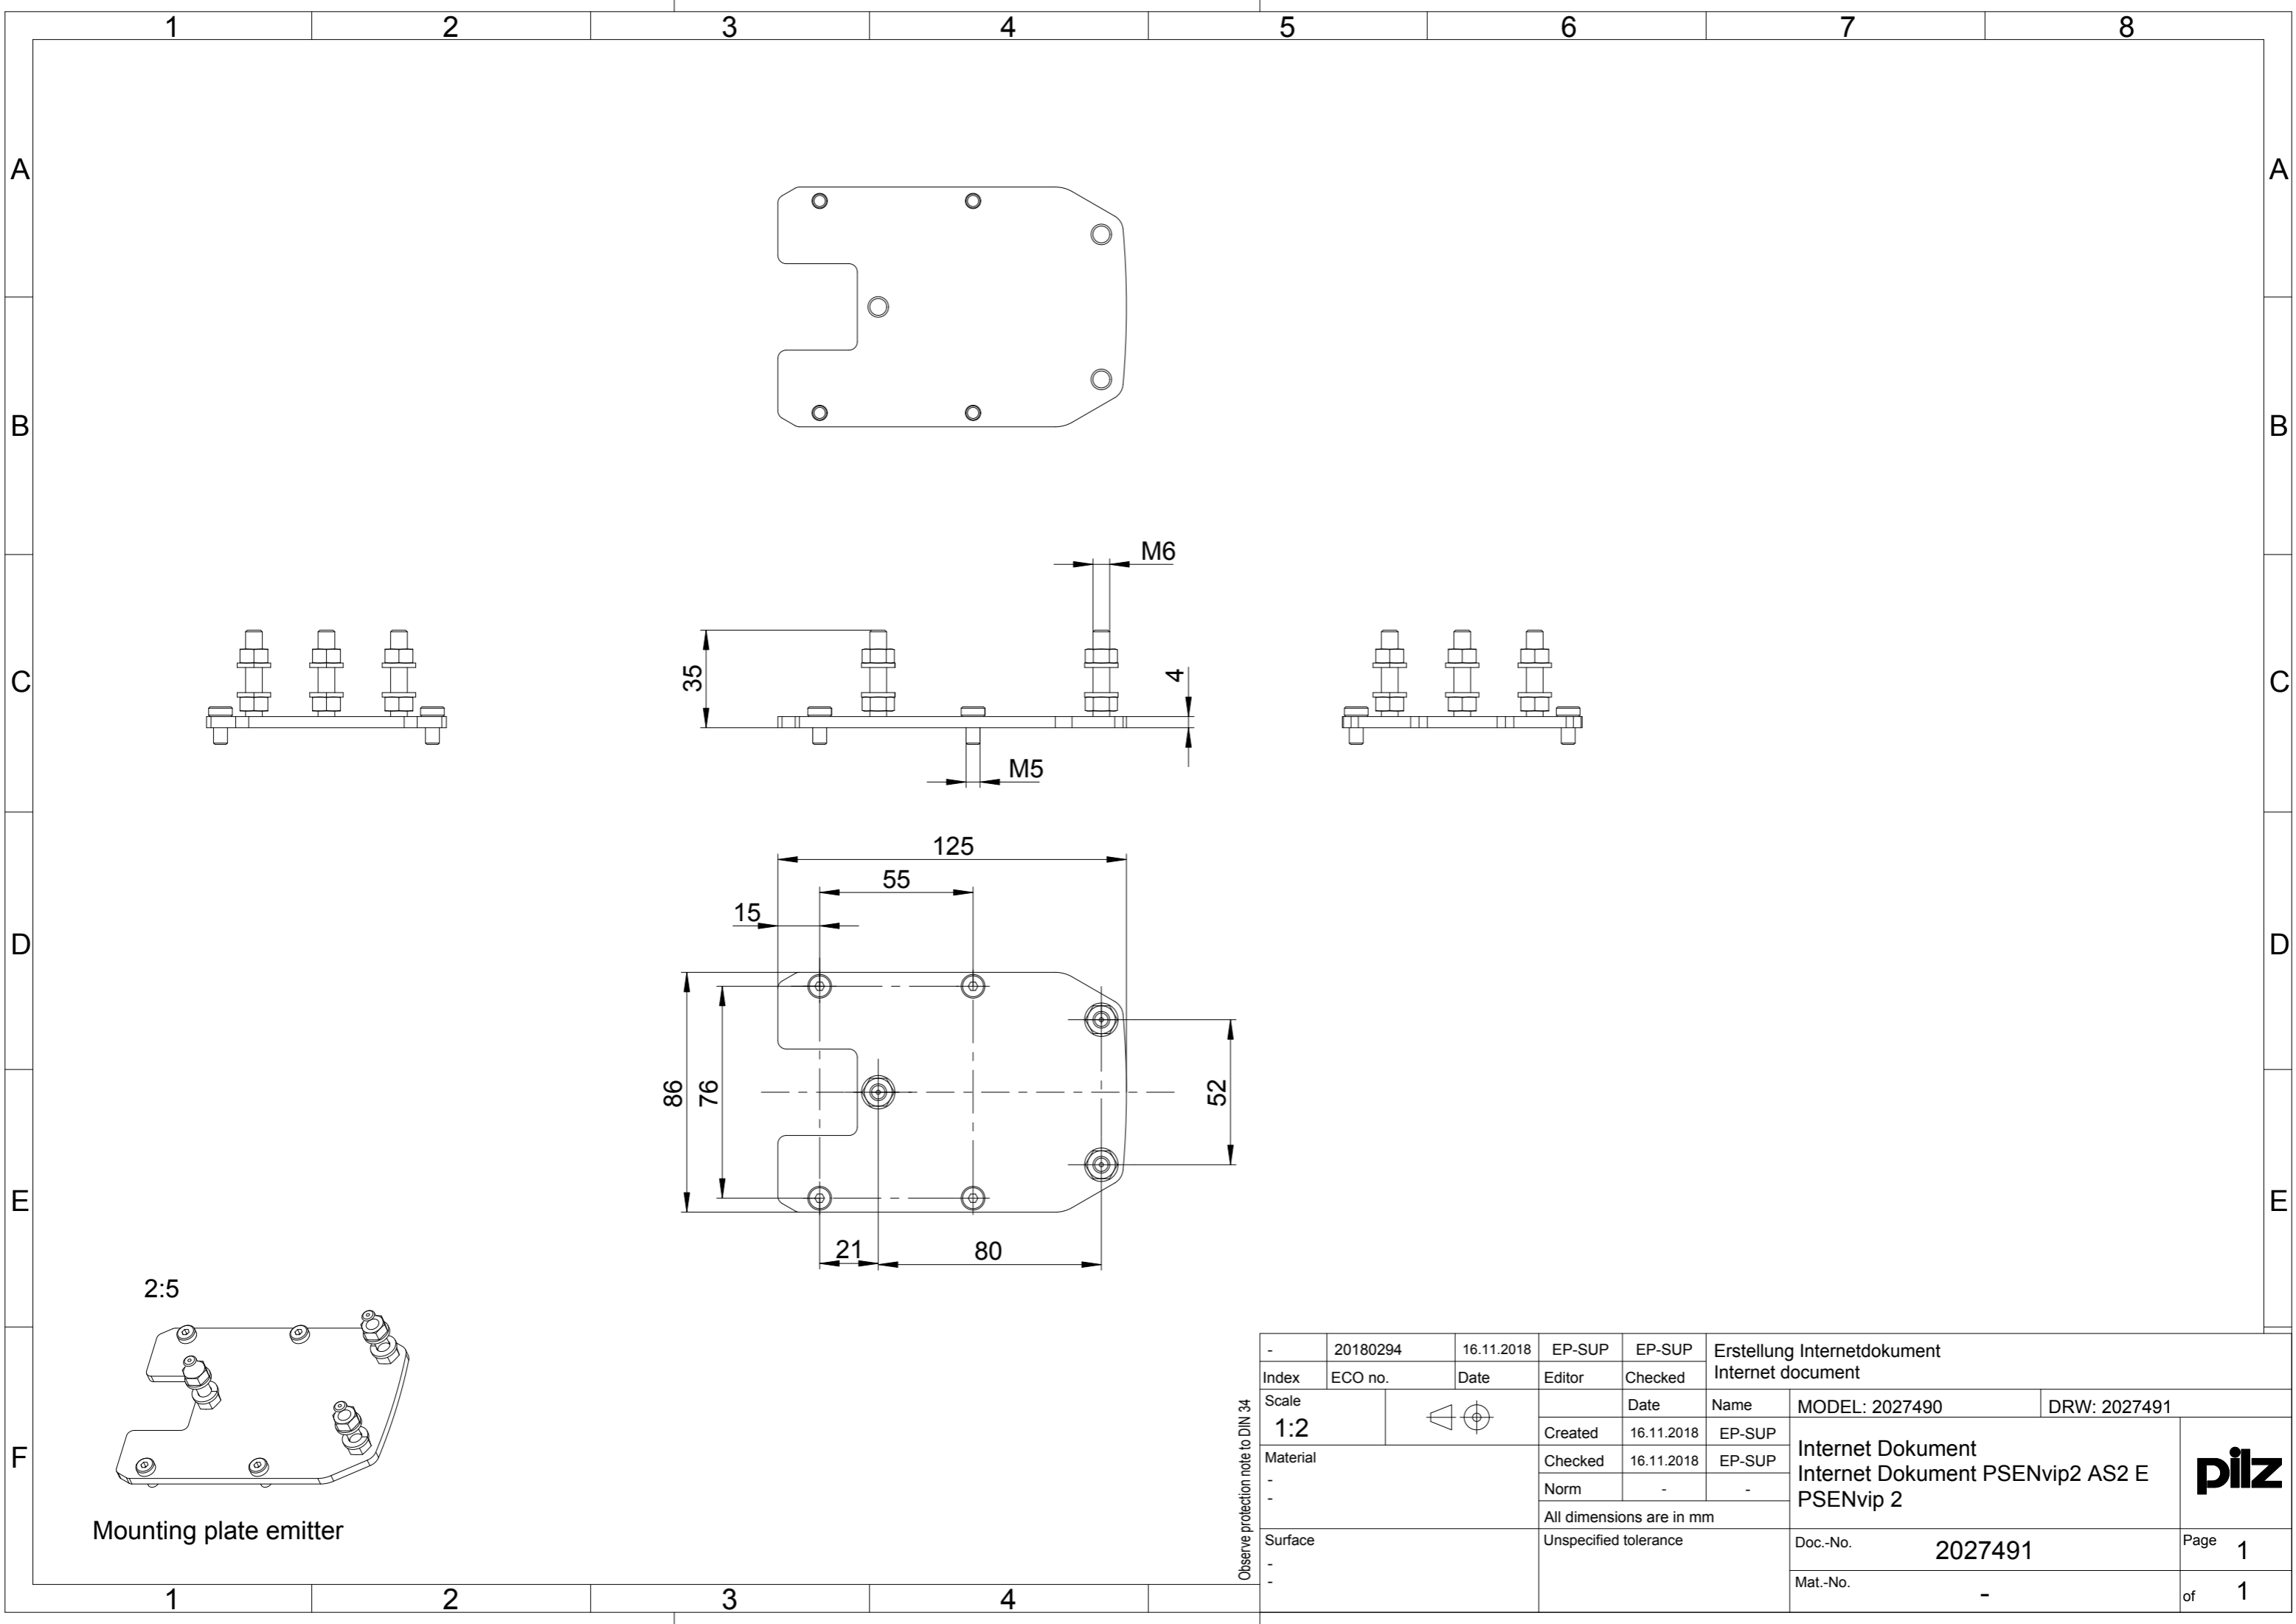 1 2 3 4 5 6 7 8
A A
B B
C C
D D
E E
F
M6
35
4
M5
125
55
15
86
76
52
21
80
2:5
Mounting plate emitter
Observe protection note to DIN 34
- 20180294 16.11.2018 EP-SUP EP-SUP
Index ECO no. Date Editor Checked
Erstellung Internetdokument
Internet document
Scale
1:2
Date Name
MODEL: 2027490 DRW: 2027491
Created 16.11.2018 EP-SUP
Checked 16.11.2018 EP-SUP
Norm - -
All dimensions are in mm
Material
-
-
Internet Dokument
Internet Dokument PSENvip2 AS2 E
PSENvip 2
pilz
Surface
-
-
Unspecified tolerance
Doc.-No. 2027491
Page 1
Mat.-No. -
of 1
1 2 3 4